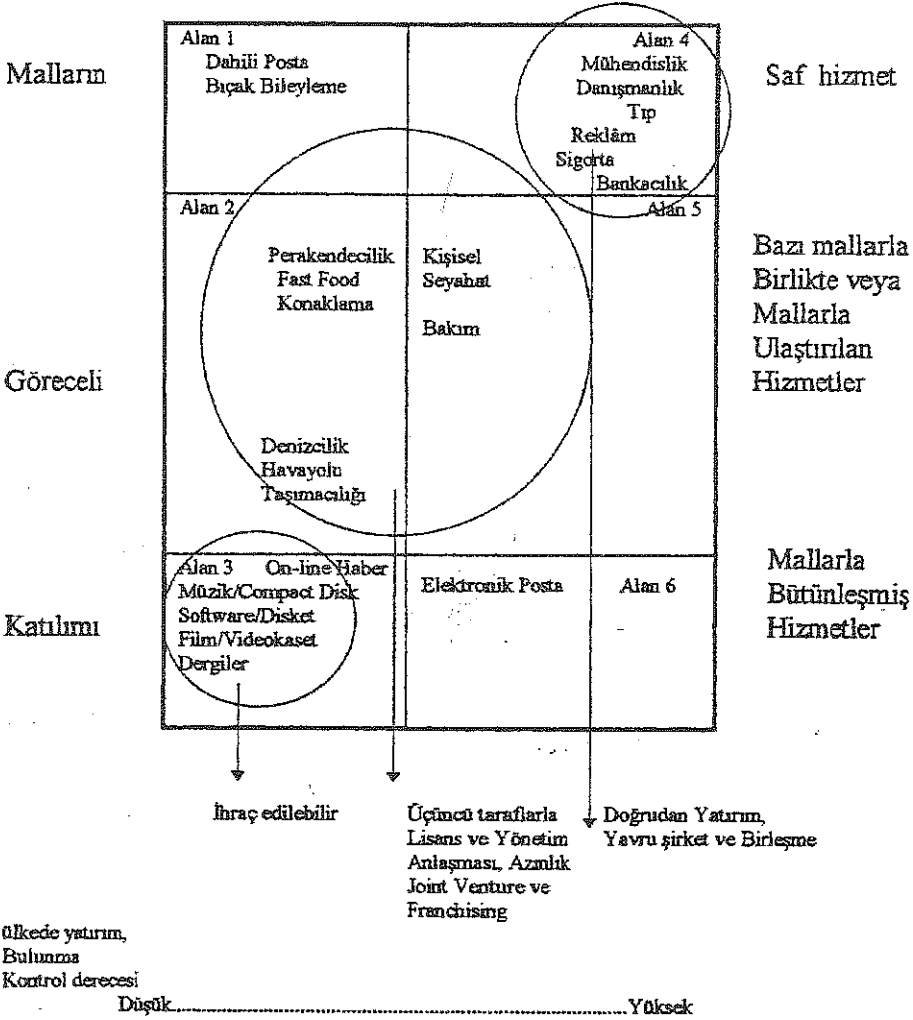 Malların
Göreceli
Katılımı
Alan 1
Dahili Posta
Bıçak Bileyleme
Alan 4
Mühendislik
Danışmanlık
Tıp
Reklâm
Sigorta
Bankacılık
Saf hizmet
Alan 2
Perakendecilik
Fast Food
Konaklama
Denizcilik
Havayolu
Taşımacılığı
Alan 5
Kişisel
Seyahat
Bakım
Bazı mallarla
Birlikte veya
Mallarla
Ulaştırılan
Hizmetler
Alan 3 On-line Haber
Müzik/Compact Disk
Software/Disket
Film/Videokaset
Dergiler
Elektronik Posta
Alan 6
Mallarla
Bütünleşmiş
Hizmetler
İhraç edilebilir
Üçüncü taraflarla
Lisans ve Yönetim
Anlaşması, Azınlık
Joint Venture ve
Franchising
Doğrudan Yatırım,
Yavru şirket ve Birleşme
ülkede yatırım,
Bulunma
Kontrol derecesi
Düşük................................................................Yüksek